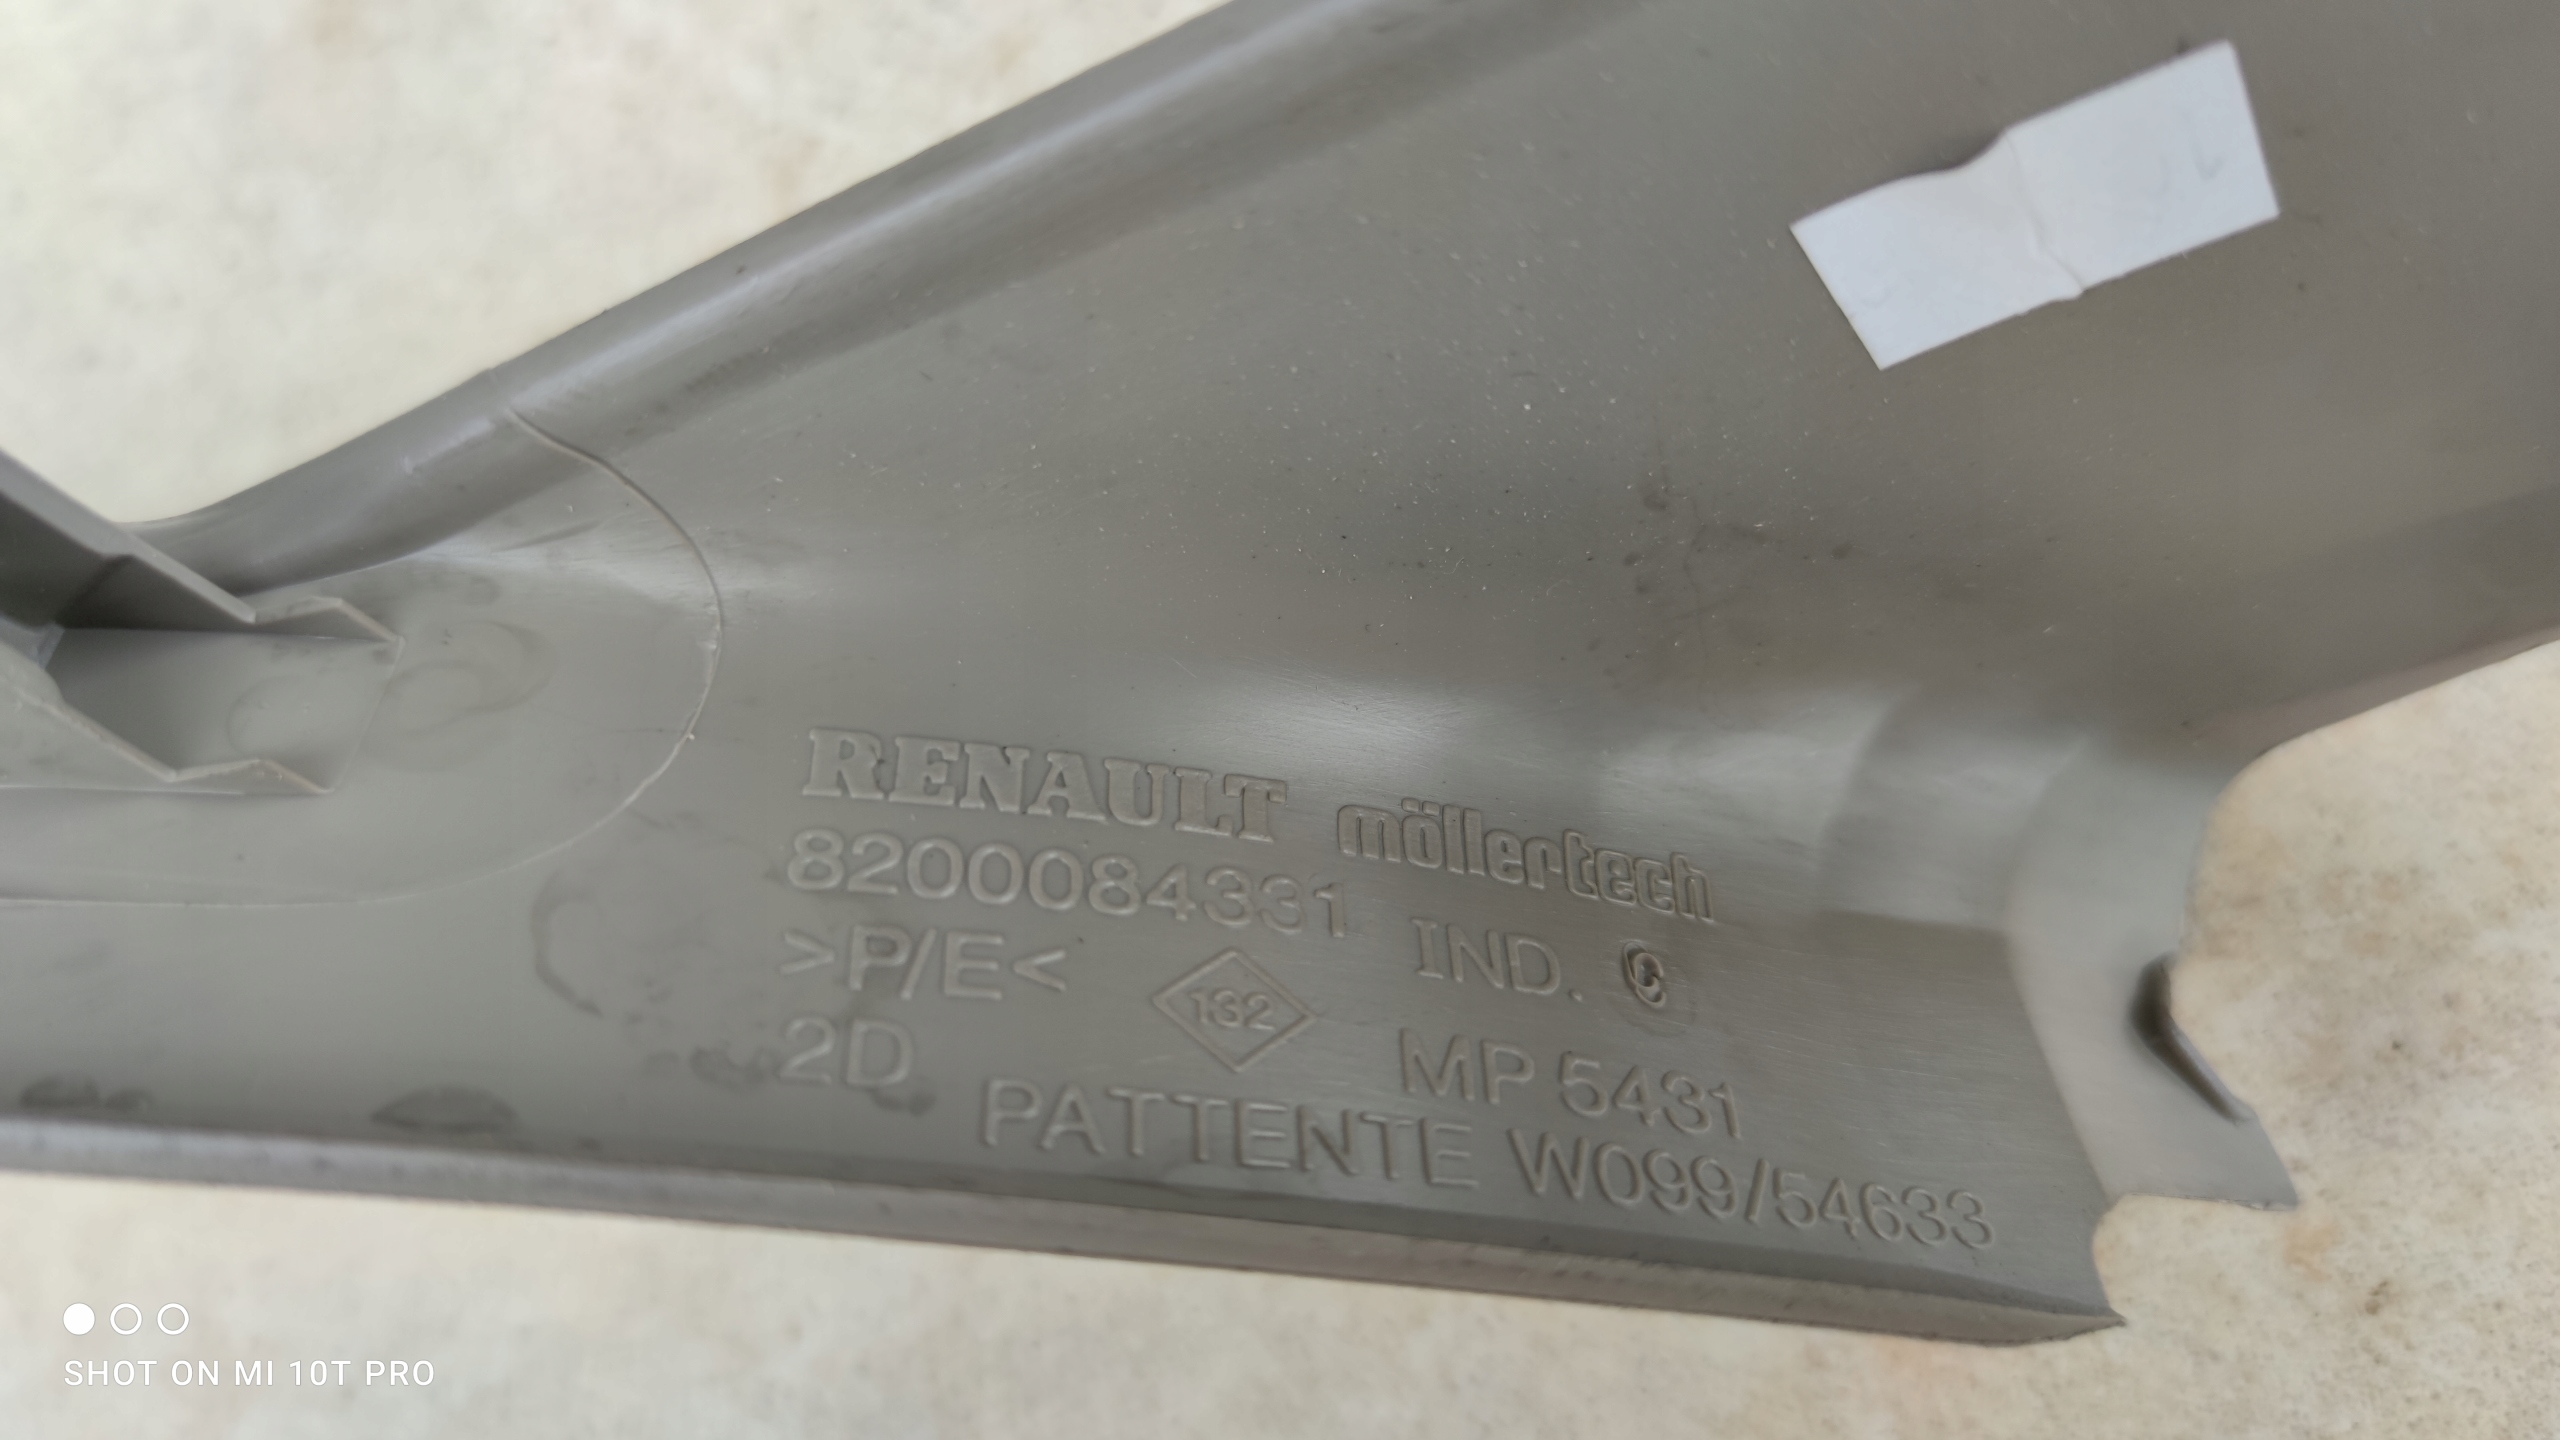 RENAULT möllertech
8200084331 IND.
>P/E< 132
2D MP 5431
PATTENTE W099/54633
SHOT ON MI 10T PRO